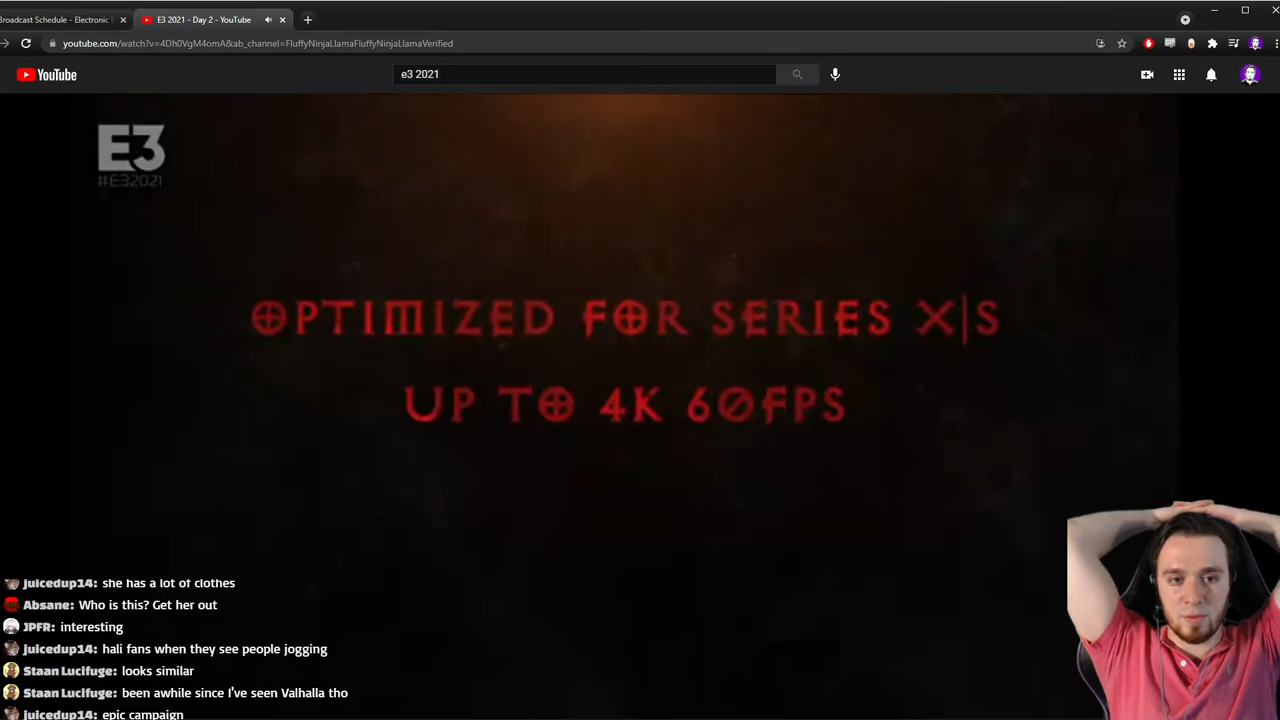 Broadcast Schedule - Electronic E
E3 2021 - Day 2 - YouTube
youtube.com/watch?v=4Dh0VgM4omA&ab_channel=FluffyNinjaLlamaFluffyNinjaLlamaVerified
YouTube
e3 2021
E3
#E32021
OPTIMIZED FOR SERIES X|S
UP TO 4K 60FPS
juicedup14: she has a lot of clothes
Absane: Who is this? Get her out
JPFR: interesting
juicedup14: hali fans when they see people jogging
Staan Lucifuge: looks similar
Staan Lucifuge: been awhile since I've seen Valhalla tho
juicedup14: epic campaign